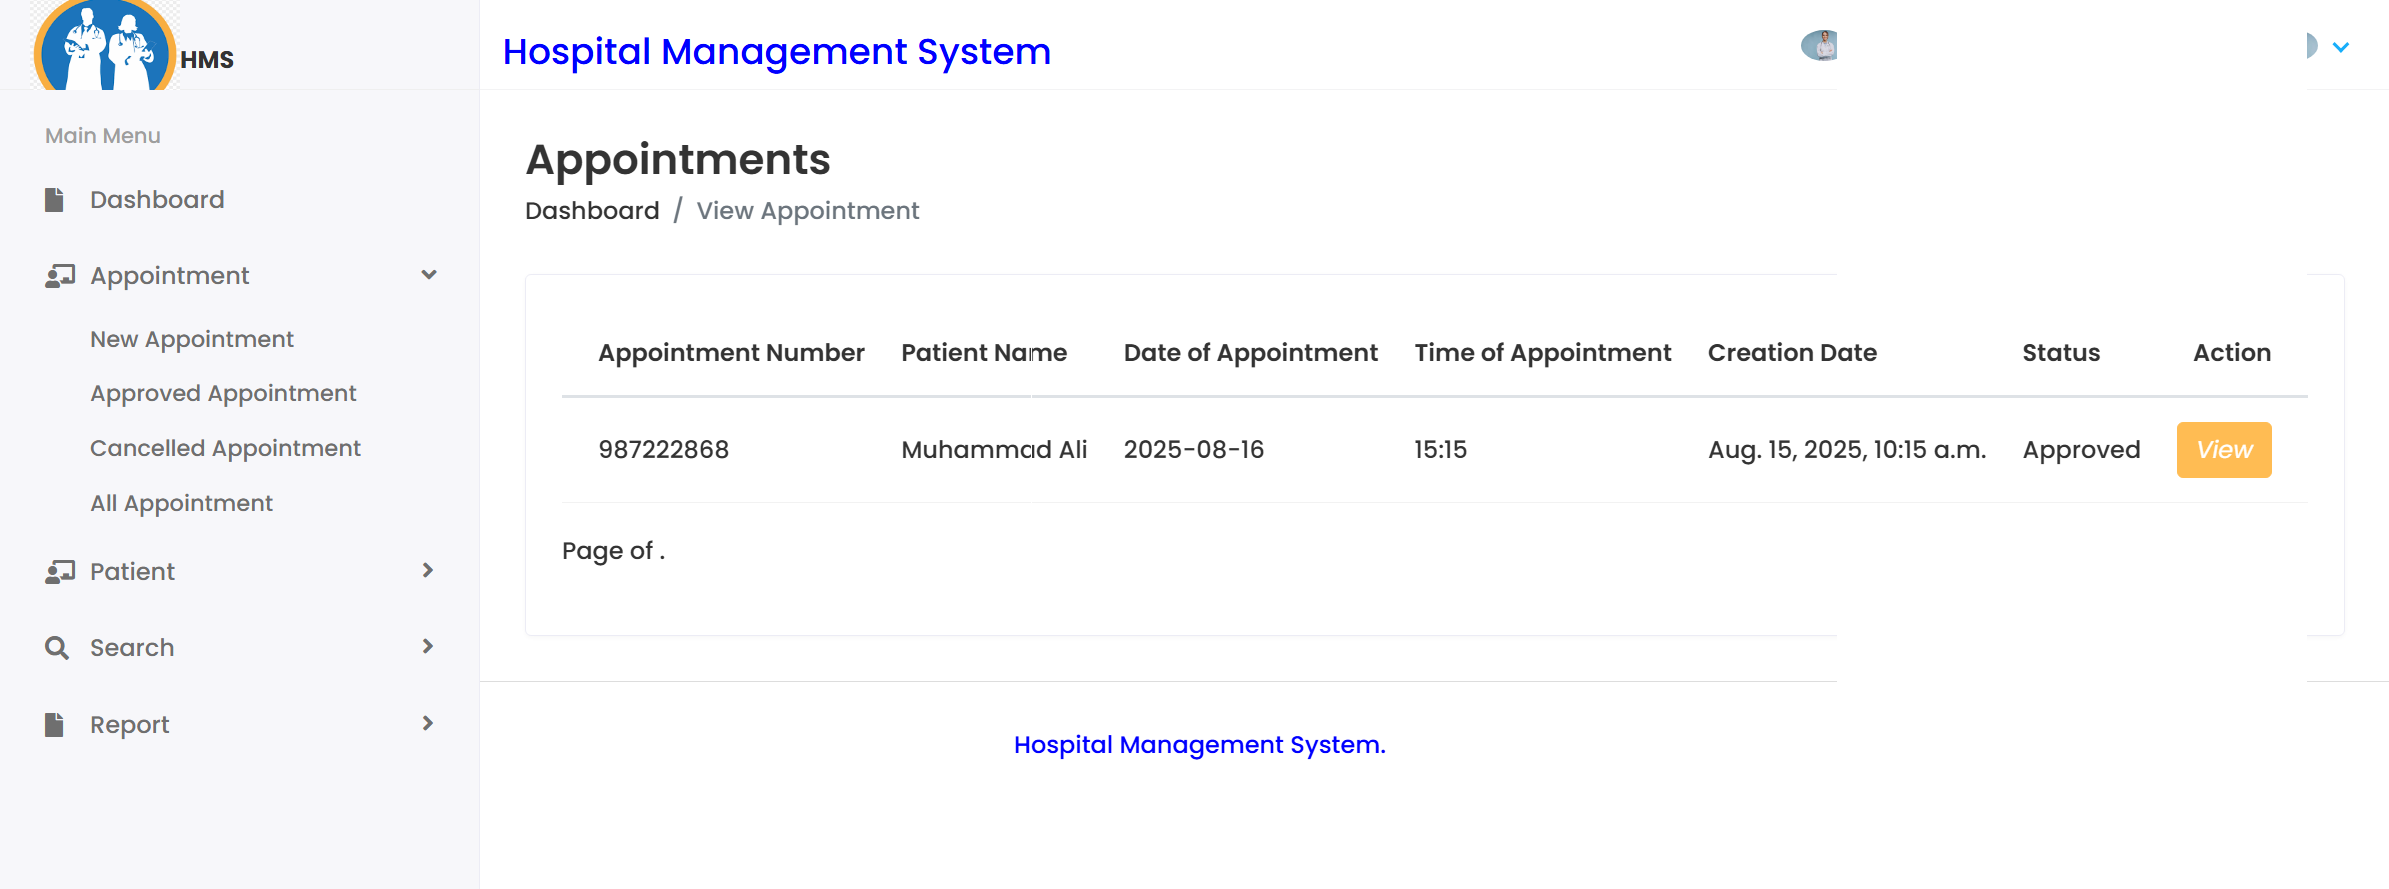 HMS
Hospital Management System
Main Menu
Dashboard
Appointment
New Appointment
Approved Appointment
Cancelled Appointment
All Appointment
Patient
Search
Report
Appointments
Dashboard / View Appointment
Appointment Number Patient Name Date of Appointment Time of Appointment Creation Date Status Action
987222868 Muhammad Ali 2025-08-16 15:15 Aug. 15, 2025, 10:15 a.m. Approved View
Page of .
Hospital Management System.